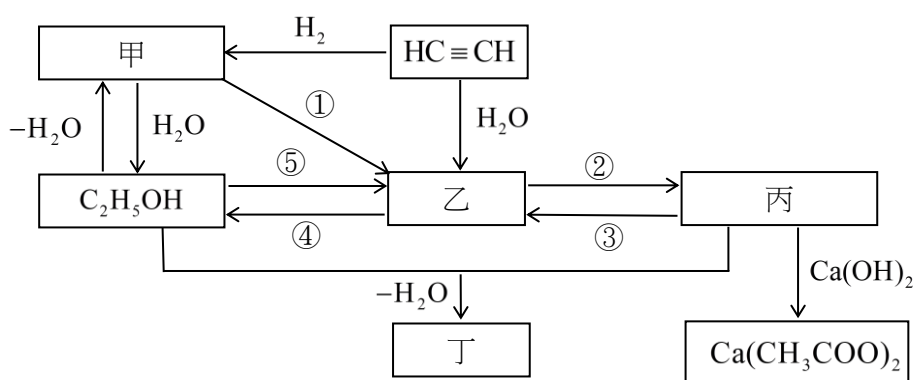 甲
H₂
HC≡CH
①
−H₂O
H₂O
H₂O
C₂H₅OH
⑤
乙
②
丙
④
③
Ca(OH)₂
−H₂O
丁
Ca(CH₃COO)₂